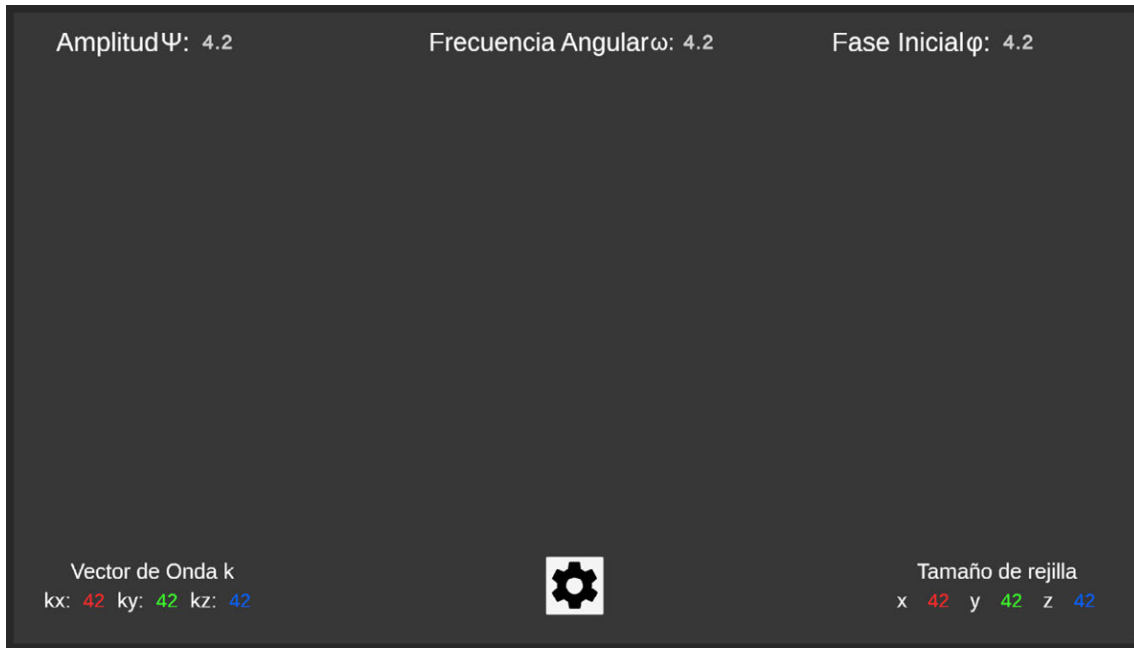 AmplitudΨ: 4.2
Frecuencia Angularω: 4.2
Fase Inicialφ: 4.2
Vector de Onda k
kx: 42 ky: 42 kz: 42
Tamaño de rejilla
x 42 y 42 z 42